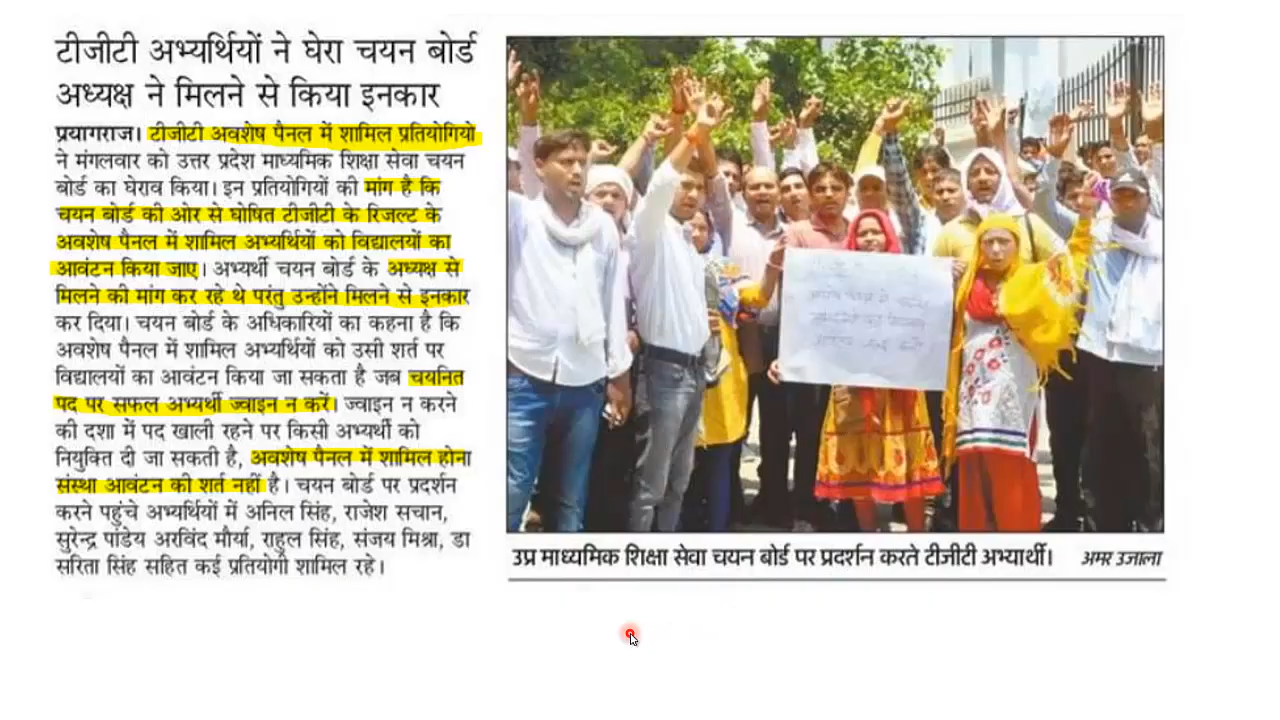 टीजीटी अभ्यर्थियों ने घेरा चयन बोर्ड
अध्यक्ष ने मिलने से किया इनकार
प्रयागराज। टीजीटी अवशेष पैनल में शामिल प्रतियोगियो
ने मंगलवार को उत्तर प्रदेश माध्यमिक शिक्षा सेवा चयन
बोर्ड का घेराव किया। इन प्रतियोगियों की मांग है कि
चयन बोर्ड की ओर से घोषित टीजीटी के रिजल्ट के
अवशेष पैनल में शामिल अभ्यर्थियों को विद्यालयों का
आवंटन किया जाए। अभ्यर्थी चयन बोर्ड के अध्यक्ष से
मिलने की मांग कर रहे थे परंतु उन्होंने मिलने से इनकार
कर दिया। चयन बोर्ड के अधिकारियों का कहना है कि
अवशेष पैनल में शामिल अभ्यर्थियों को उसी शर्त पर
विद्यालयों का आवंटन किया जा सकता है जब चयनित
पद पर सफल अभ्यर्थी ज्वाइन न करें। ज्वाइन न करने
की दशा में पद खाली रहने पर किसी अभ्यर्थी को
नियुक्ति दी जा सकती है, अवशेष पैनल में शामिल होना
संस्था आवंटन की शर्त नहीं है। चयन बोर्ड पर प्रदर्शन
करने पहुंचे अभ्यर्थियों में अनिल सिंह, राजेश सचान,
सुरेन्द्र पांडेय अरविंद मौर्या, राहुल सिंह, संजय मिश्रा, डा
सरिता सिंह सहित कई प्रतियोगी शामिल रहे।
उप्र माध्यमिक शिक्षा सेवा चयन बोर्ड पर प्रदर्शन करते टीजीटी अभ्यार्थी। अमर उजाला